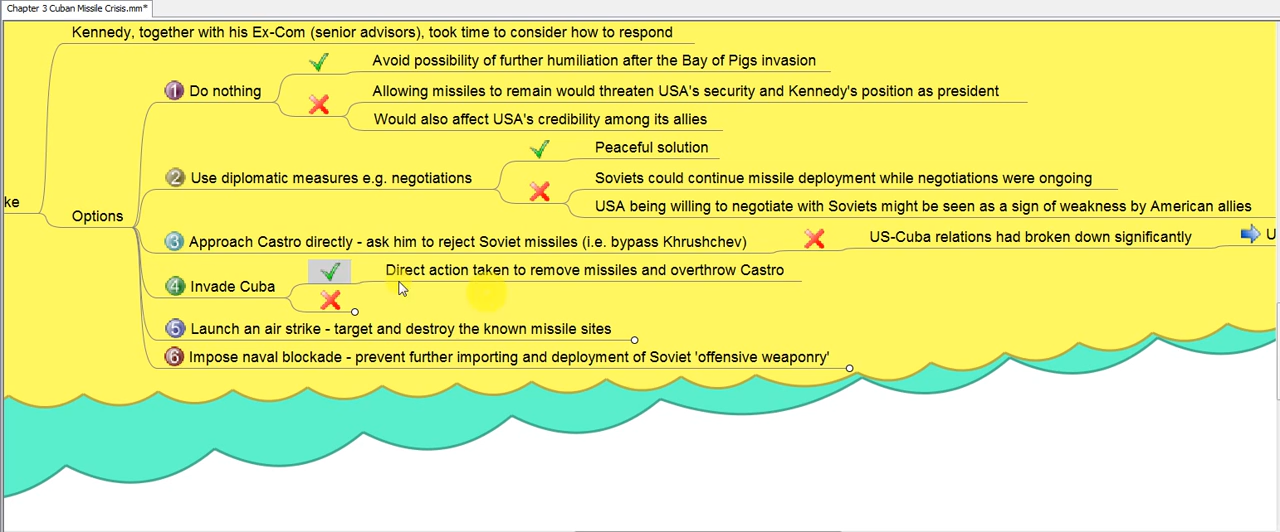 Chapter 3 Cuban Missile Crisis.mm*
Kennedy, together with his Ex-Com (senior advisors), took time to consider how to respond
Avoid possibility of further humiliation after the Bay of Pigs invasion
1 Do nothing
Allowing missiles to remain would threaten USA's security and Kennedy's position as president
Would also affect USA's credibility among its allies
Peaceful solution
2 Use diplomatic measures e.g. negotiations
Soviets could continue missile deployment while negotiations were ongoing
ke
Options
USA being willing to negotiate with Soviets might be seen as a sign of weakness by American allies
3 Approach Castro directly - ask him to reject Soviet missiles (i.e. bypass Khrushchev)
US-Cuba relations had broken down significantly
U
Direct action taken to remove missiles and overthrow Castro
4 Invade Cuba
5 Launch an air strike - target and destroy the known missile sites
6 Impose naval blockade - prevent further importing and deployment of Soviet 'offensive weaponry'